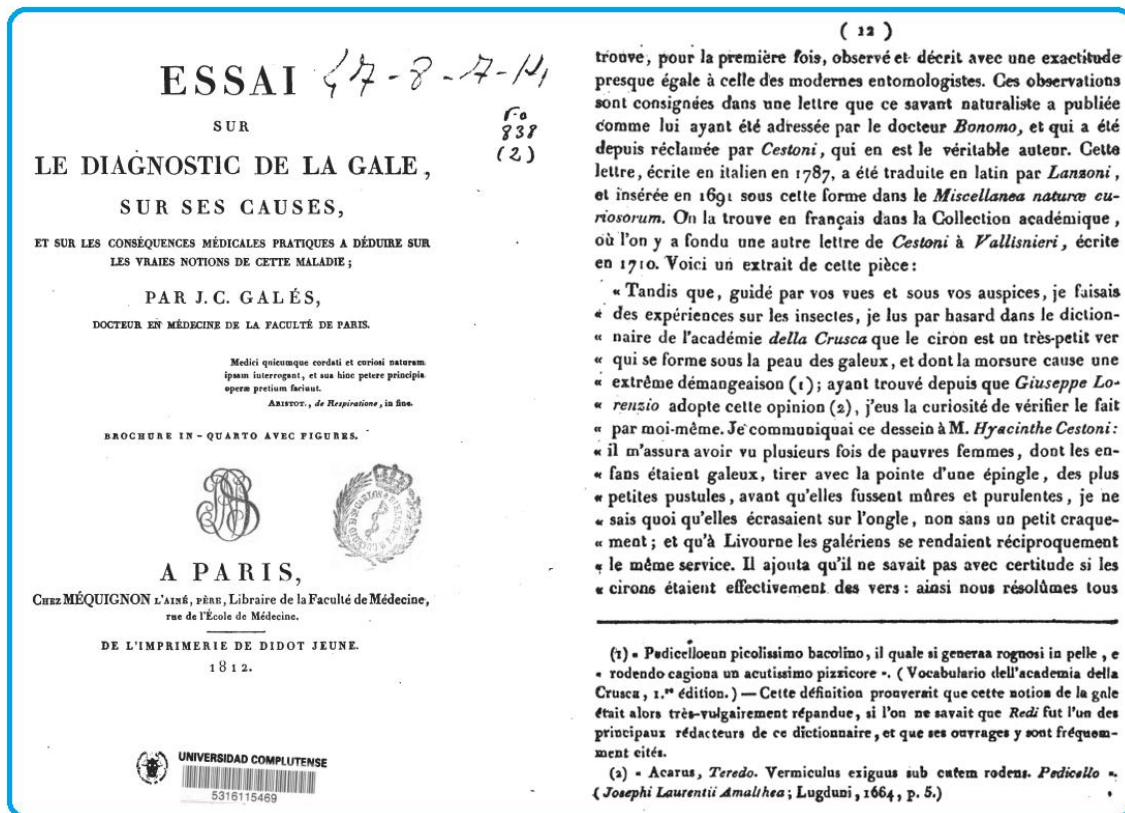 ESSAI
SUR
LE DIAGNOSTIC DE LA GALE,
SUR SES CAUSES,
ET SUR LES CONSÉQUENCES MÉDICALES PRATIQUES A DÉDUIRE SUR
LES VRAIES NOTIONS DE CETTE MALADIE;
PAR J. C. GALÉS,
DOCTEUR EN MÉDECINE DE LA FACULTÉ DE PARIS.
Medici quicumque cordati et curiosi naturam
ipsam interrogant, et sua hinc petere principia
operæ pretium faciunt.
ARISTOT., de Respiratione, in fine.
BROCHURE IN-QUARTO AVEC FIGURES.
A PARIS,
CHEZ MÉQUIGNON L'AINÉ, PÈRE, Libraire de la Faculté de Médecine,
rue de l'École de Médecine.
DE L'IMPRIMERIE DE DIDOT JEUNE.
1812.
838
(2)
UNIVERSIDAD COMPLUTENSE
5316115469
( 12 )
trouve, pour la première fois, observé et décrit avec une exactitude
presque égale à celle des modernes entomologistes. Ces observations
sont consignées dans une lettre que ce savant naturaliste a publiée
comme lui ayant été adressée par le docteur Bonomo, et qui a été
depuis réclamée par Cestoni, qui en est le véritable auteur. Cette
lettre, écrite en italien en 1787, a été traduite en latin par Lanzoni,
et insérée en 1691 sous cette forme dans le Miscellanea naturæ cu-
riosorum. On la trouve en français dans la Collection académique,
où l'on y a fondu une autre lettre de Cestoni à Vallisnieri, écrite
en 1710. Voici un extrait de cette pièce:
« Tandis que, guidé par vos vues et sous vos auspices, je faisais
« des expériences sur les insectes, je lus par hasard dans le diction-
« naire de l'académie della Crusca que le ciron est un très-petit ver
« qui se forme sous la peau des galeux, et dont la morsure cause une
« extrême démangeaison (1); ayant trouvé depuis que Giuseppe Lo-
« renzio adopte cette opinion (2), j'eus la curiosité de vérifier le fait
« par moi-même. Je communiquai ce dessein à M. Hyacinthe Cestoni:
« il m'assura avoir vu plusieurs fois de pauvres femmes, dont les en-
« fans étaient galeux, tirer avec la pointe d'une épingle, des plus
« petites pustules, avant qu'elles fussent mûres et purulentes, je ne
« sais quoi qu'elles écrasaient sur l'ongle, non sans un petit craque-
« ment; et qu'à Livourne les galériens se rendaient réciproquement
« le même service. Il ajouta qu'il ne savait pas avec certitude si les
« cirons étaient effectivement des vers: ainsi nous résolûmes tous
(1) « Pedicelloeun picolissimo bacolino, il quale si generaa rognosi in pelle, e
« rodendo cagiona un acutissimo pizzicore ». (Vocabulario dell'academia della
Crusca, 1.re édition.) — Cette définition prouverait que cette notion de la gale
était alors très-vulgairement répandue, si l'on ne savait que Redi fut l'un des
principaux rédacteurs de ce dictionnaire, et que ses ouvrages y sont fréquem-
ment cités.
(2) « Acarus, Teredo. Vermiculus exiguus sub cutem rodens. Pedicello ».
(Josephi Laurentii Amalthea; Lugduni, 1664, p. 5.)